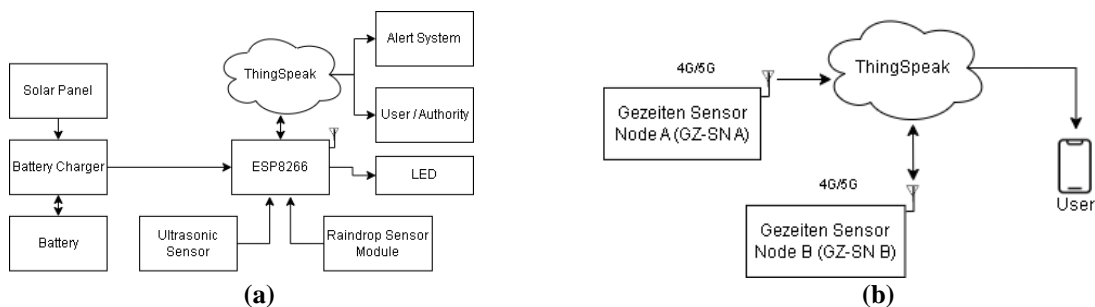 Alert System
ThingSpeak
Solar Panel
User / Authority
Battery Charger
ESP8266
LED
Battery
Ultrasonic
Sensor
Raindrop Sensor
Module
(a)
ThingSpeak
4G/5G
Gezeiten Sensor
Node A (GZ-SN A)
4G/5G
Gezeiten Sensor
Node B (GZ-SN B)
User
(b)